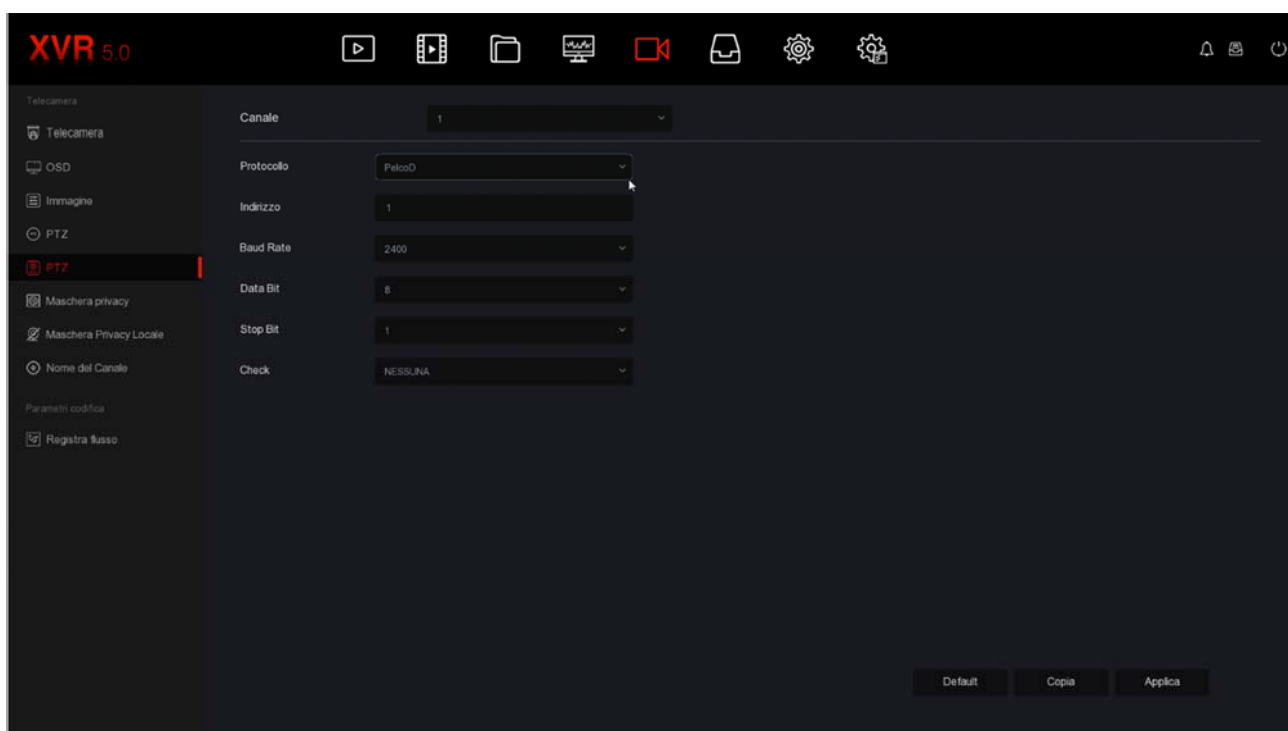 XVR 5.0
Telecamera
Telecamera
OSD
Immagine
PTZ
PTZ
Maschera privacy
Maschera Privacy Locale
Nome del Canale
Parametri codifica
Registra flusso
Canale 1
Protocollo PelcoD
Indirizzo 1
Baud Rate 2400
Data Bit 8
Stop Bit 1
Check NESSUNA
Default Copia Applica